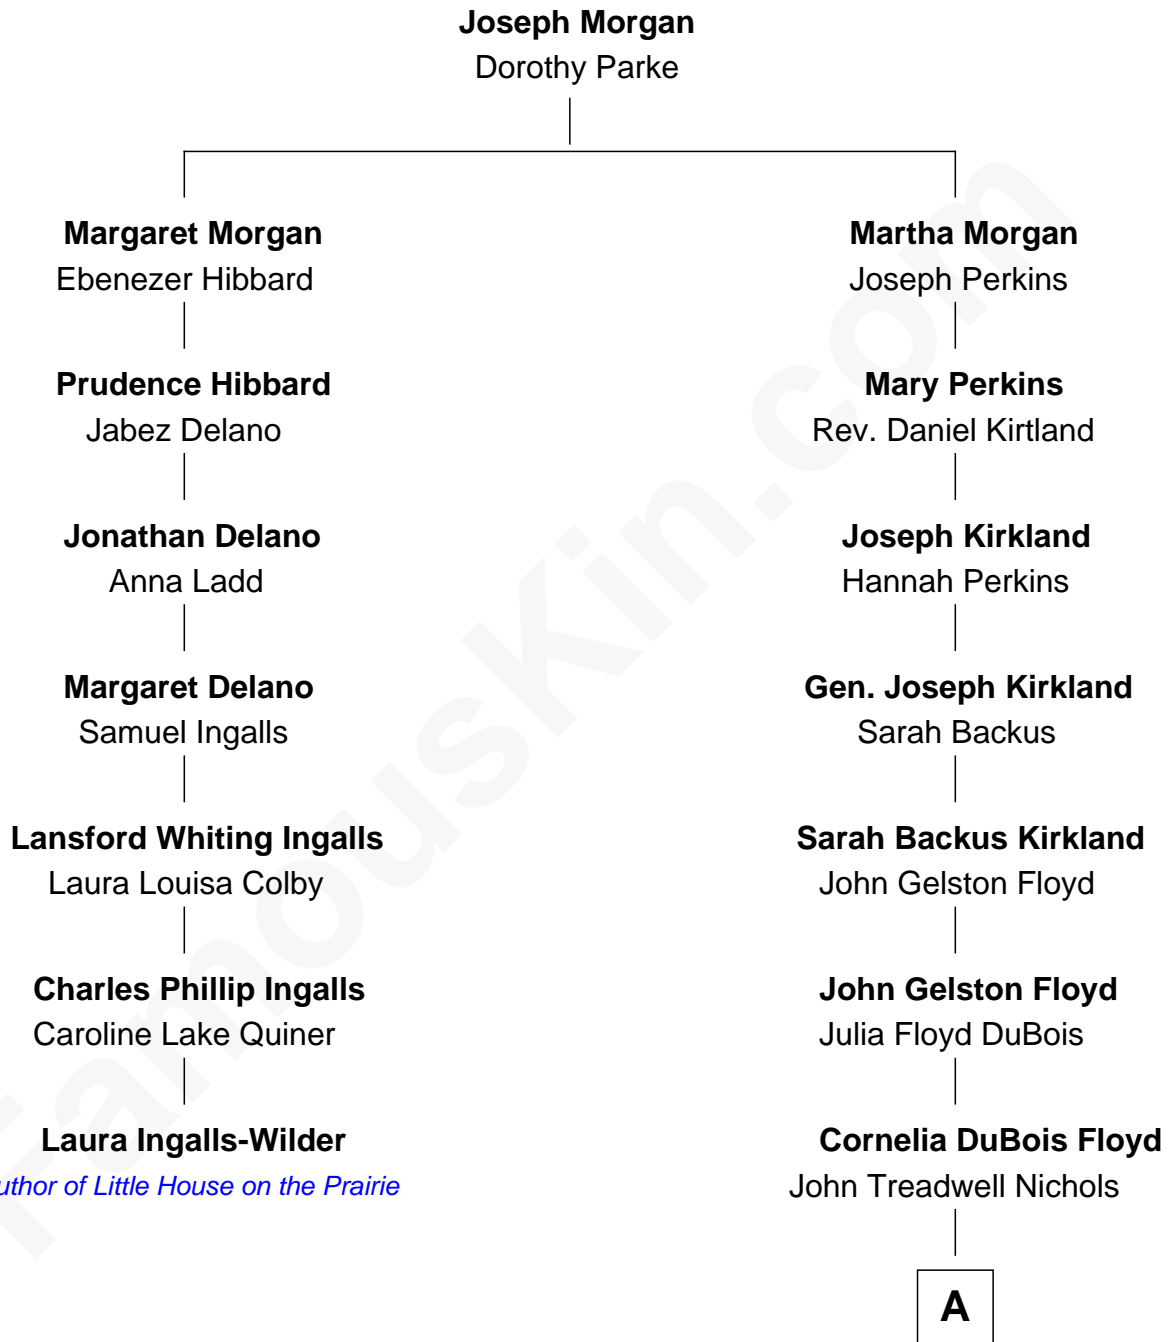 Joseph Morgan
Dorothy Parke
Margaret Morgan
Ebenezer Hibbard
Prudence Hibbard
Jabez Delano
Jonathan Delano
Anna Ladd
Margaret Delano
Samuel Ingalls
Lansford Whiting Ingalls
Laura Louisa Colby
Charles Phillip Ingalls
Caroline Lake Quiner
Laura Ingalls-Wilder
uthor of Little House on the Prairie
Martha Morgan
Joseph Perkins
Mary Perkins
Rev. Daniel Kirtland
Joseph Kirkland
Hannah Perkins
Gen. Joseph Kirkland
Sarah Backus
Sarah Backus Kirkland
John Gelston Floyd
John Gelston Floyd
Julia Floyd DuBois
Cornelia DuBois Floyd
John Treadwell Nichols
A
FamousKin.com